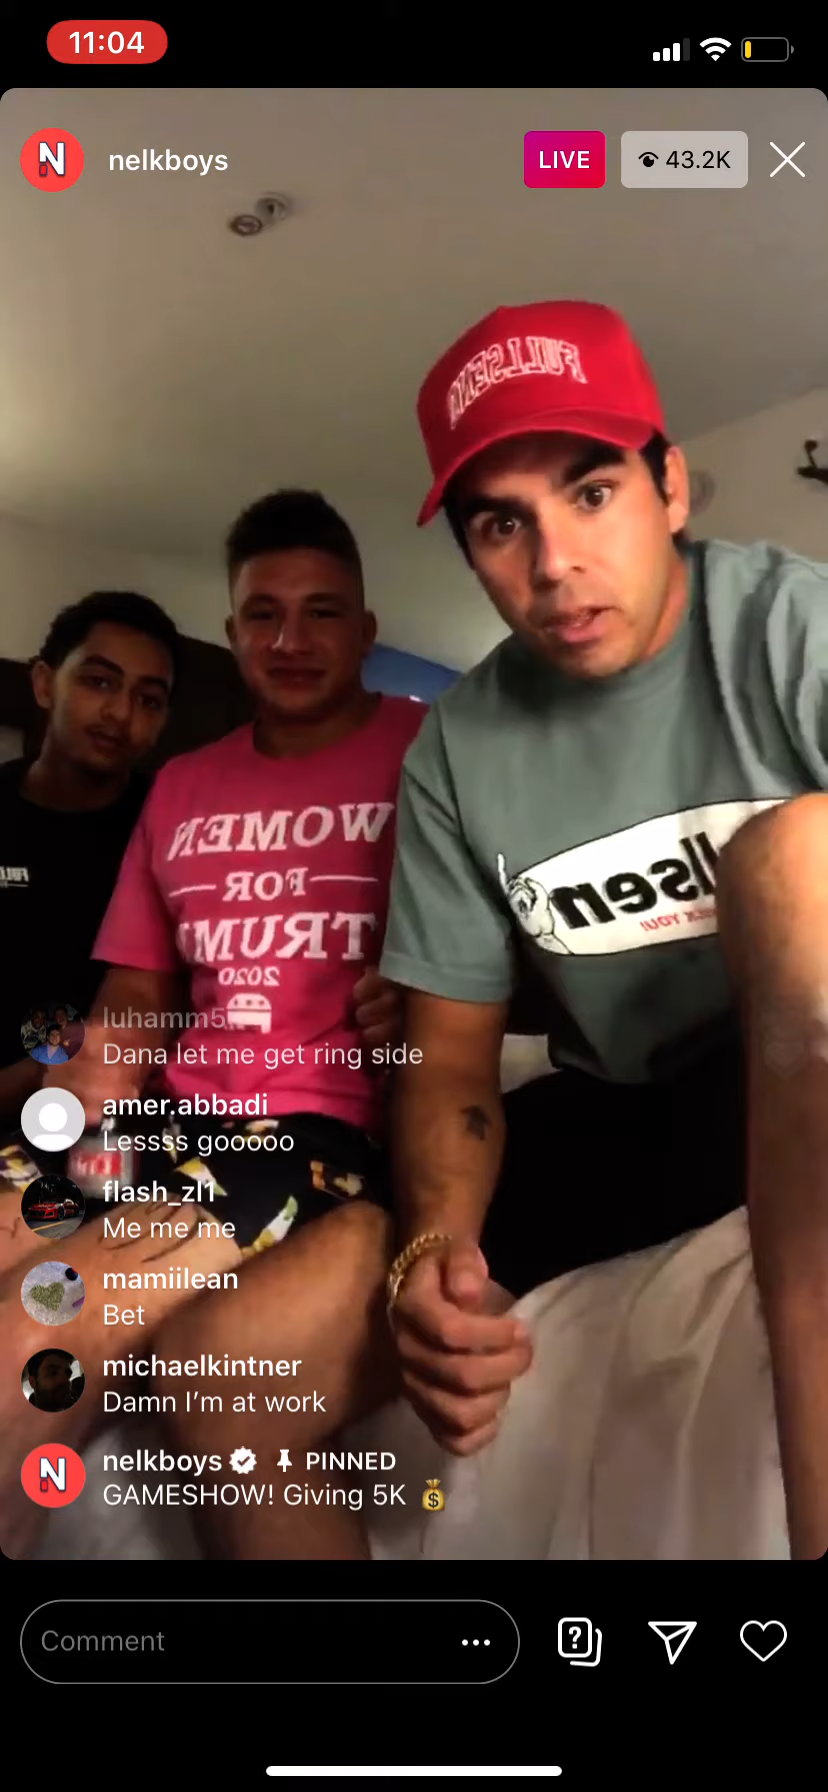 11:04
nelkboys
LIVE
43.2K
FULLSEND
WOMEN
FOR
TRUMP
2020
luhamm5
Dana let me get ring side
amer.abbadi
Lessss gooooo
flash_zl1
Me me me
mamiilean
Bet
michaelkintner
Damn I'm at work
nelkboys PINNED
GAMESHOW! Giving 5K
Comment